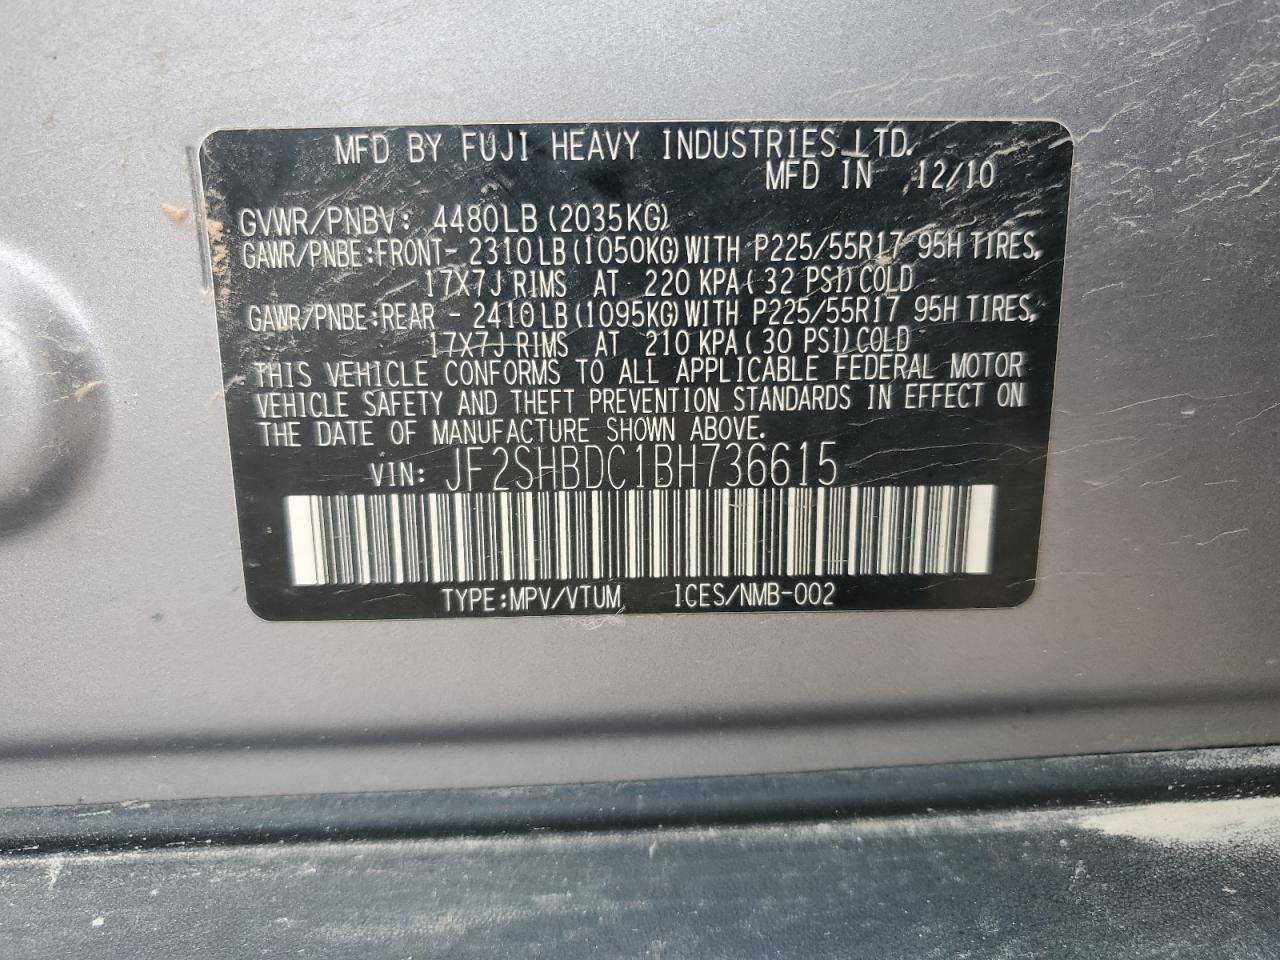 MFD BY FUJI HEAVY INDUSTRIES LTD.
MFD IN 12/10
GVWR/PNBV: 4480LB (2035KG)
GAWR/PNBE:FRONT- 2310LB (1050KG) WITH P225/55R17 95H TIRES,
17X7J RIMS AT 220 KPA( 32 PSI) COLD
GAWR/PNBE:REAR - 2410LB (1095KG) WITH P225/55R17 95H TIRES,
17X7J RIMS AT 210 KPA( 30 PSI) COLD
THIS VEHICLE CONFORMS TO ALL APPLICABLE FEDERAL MOTOR
VEHICLE SAFETY AND THEFT PREVENTION STANDARDS IN EFFECT ON
THE DATE OF MANUFACTURE SHOWN ABOVE.
VIN: JF2SHBDC1BH736615
TYPE:MPV/VTUM ICES/NMB-002